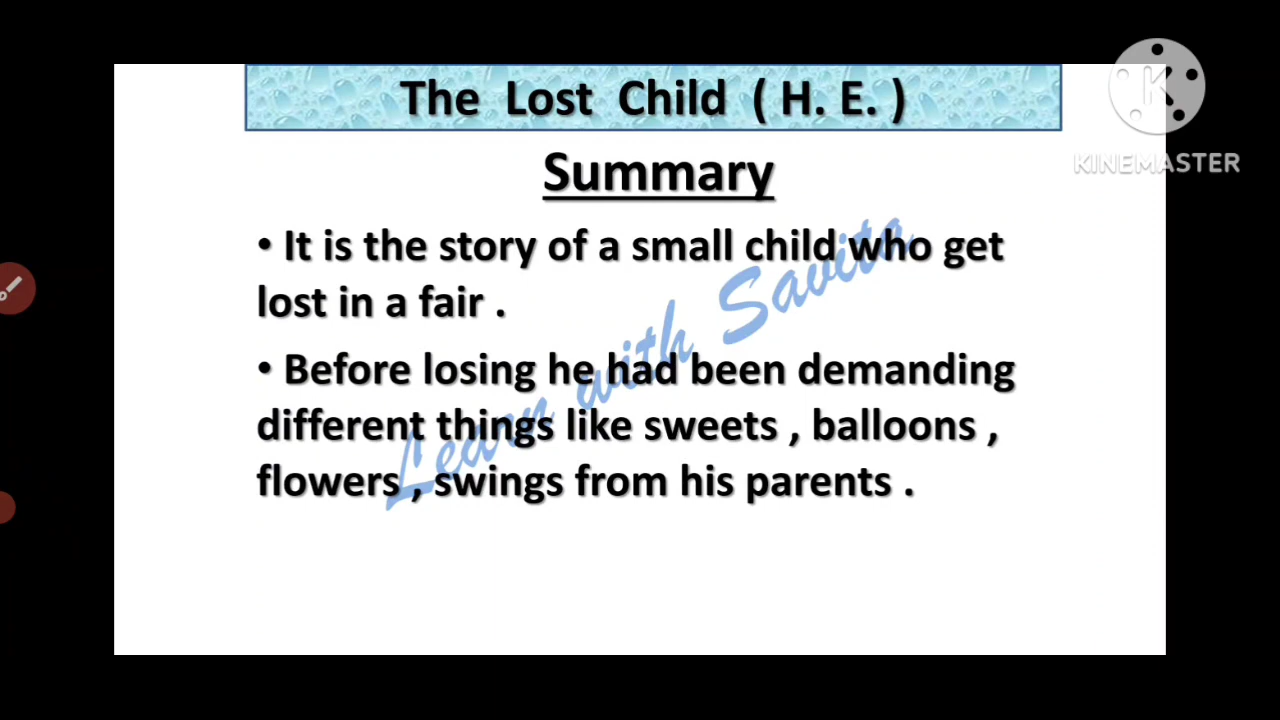 The Lost Child ( H. E. )
KINEMASTER
Summary
• It is the story of a small child who get
lost in a fair .
• Before losing he had been demanding
different things like sweets , balloons ,
flowers , swings from his parents .
Learn with Savita